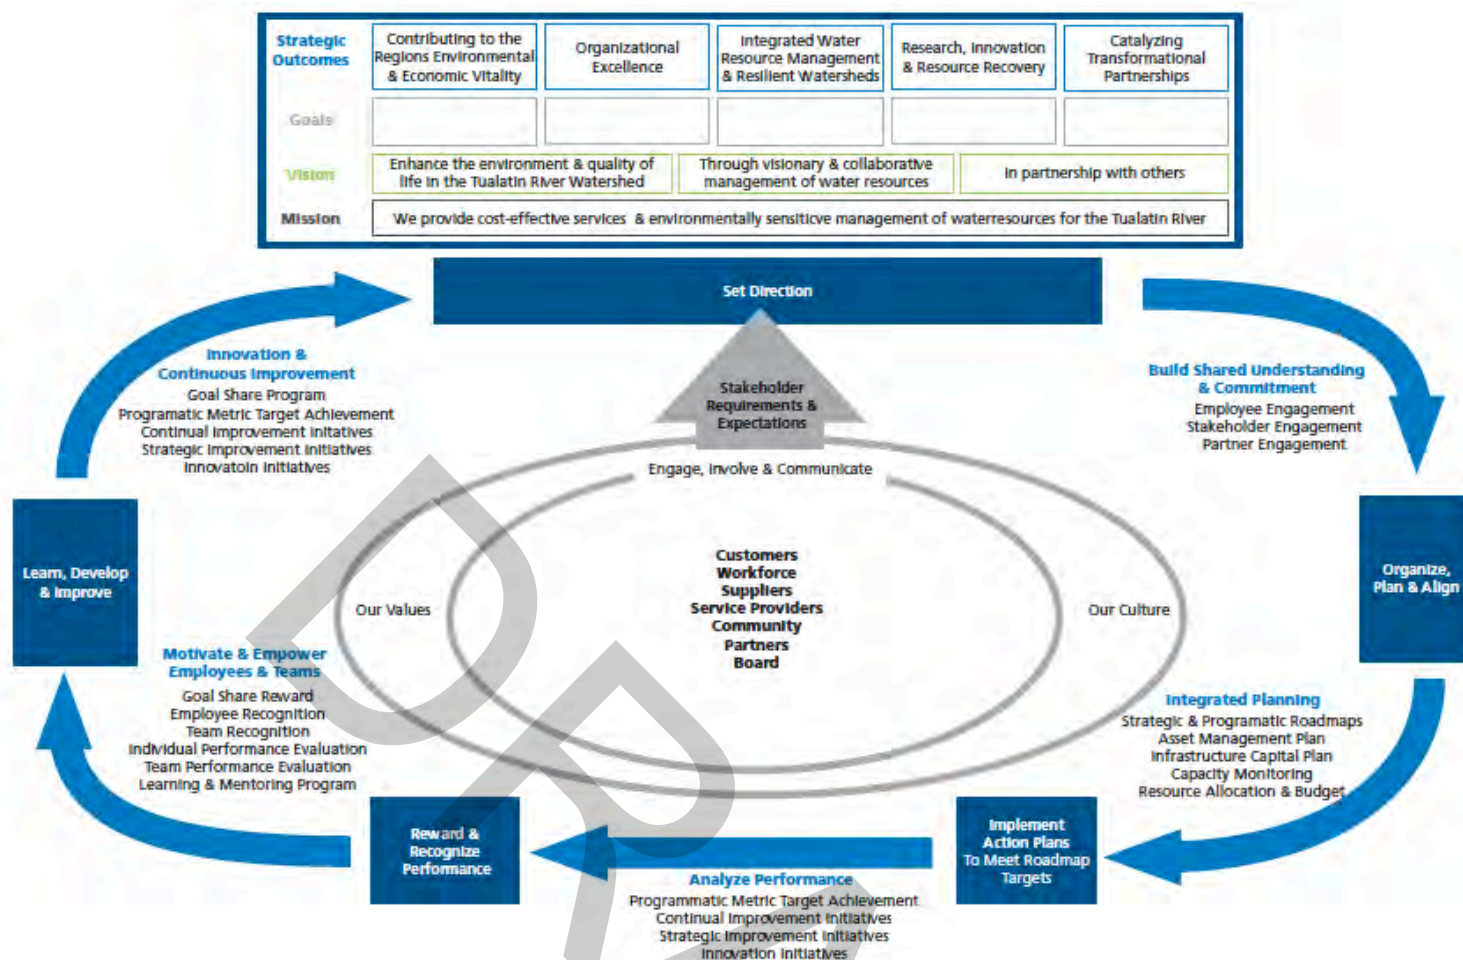 Strategic
Outcomes
Contributing to the
Regions Environmental
& Economic Vitality
Organizational
Excellence
Integrated Water
Resource Management
& Resilient Watersheds
Research, Innovation
& Resource Recovery
Catalyzing
Transformational
Partnerships
Goals
Vision
Enhance the environment & quality of
life in the Tualatin River Watershed
Through visionary & collaborative
management of water resources
In partnership with others
Mission
We provide cost-effective services & environmentally sensiticve management of waterresources for the Tualatin River
Set Direction
Innovation &
Continuous Improvement
Goal Share Program
Programatic Metric Target Achievement
Continual Improvement Initatives
Strategic Improvement Initiatives
Innovatoin Initiatives
Stakeholder
Requirements &
Expectations
Build Shared Understanding
& Commitment
Employee Engagement
Stakeholder Engagement
Partner Engagement
Engage, Involve & Communicate
Learn, Develop
& Improve
Our Values
Customers
Workforce
Suppliers
Service Providers
Community
Partners
Board
Our Culture
Organize,
Plan & Align
Motivate & Empower
Employees & Teams
Goal Share Reward
Employee Recognition
Team Recognition
Individual Performance Evaluation
Team Performance Evaluation
Learning & Mentoring Program
Integrated Planning
Strategic & Programatic Roadmaps
Asset Management Plan
Infrastructure Capital Plan
Capacity Monitoring
Resource Allocation & Budget
Reward &
Recognize
Performance
Implement
Action Plans
To Meet Roadmap
Targets
Analyze Performance
Programmatic Metric Target Achievement
Continual Improvement Initiatives
Strategic Improvement Initiatives
Innovation Initiatives